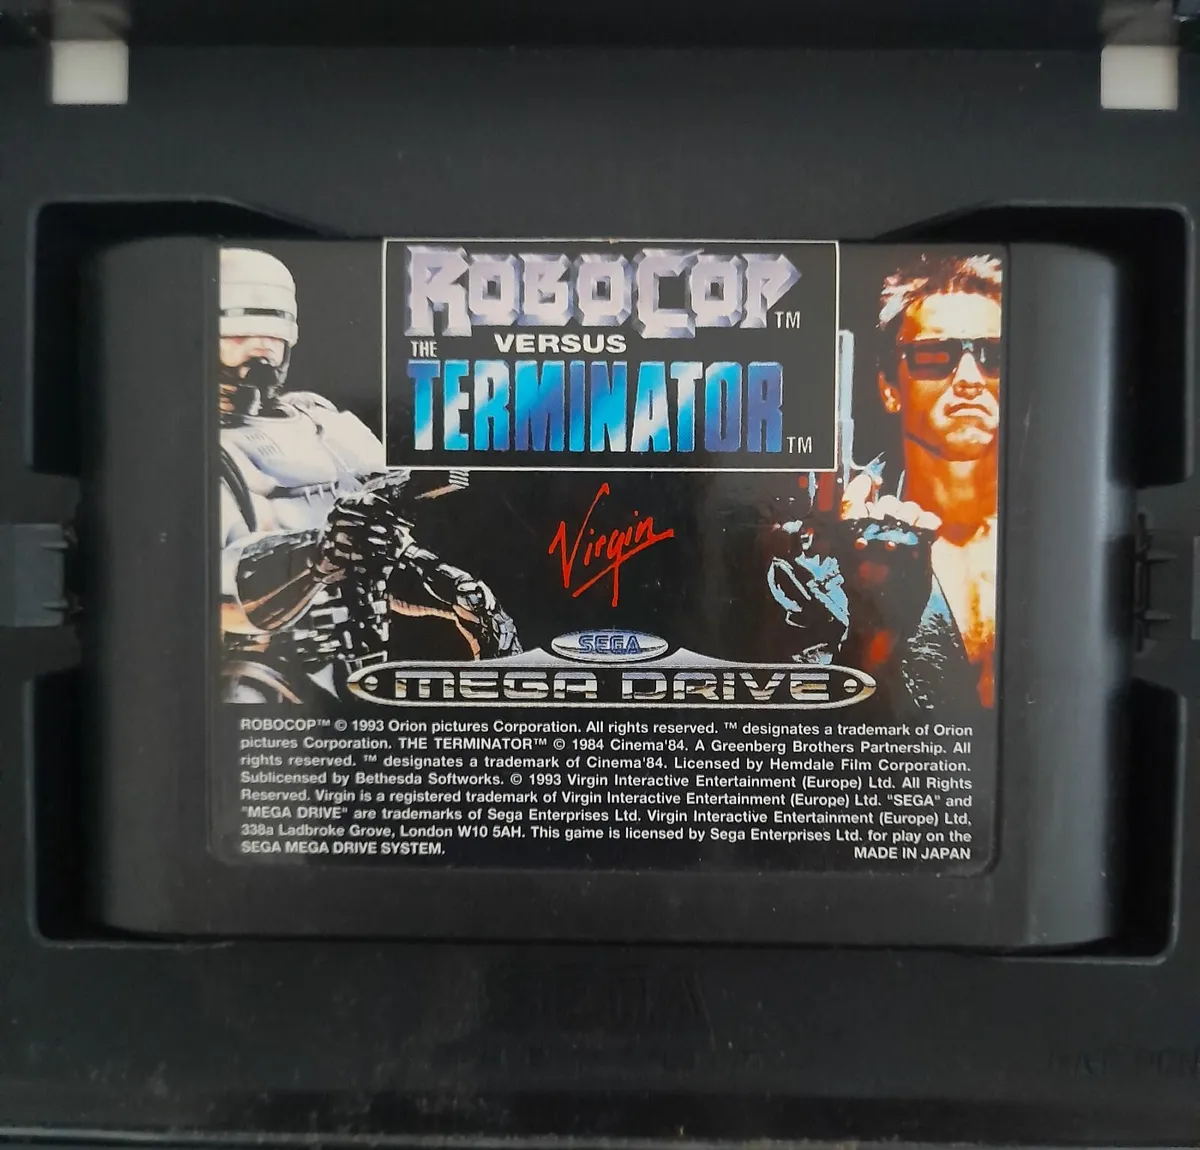 ROBOCOP™
VERSUS
THE
TERMINATOR™
Virgin
SEGA
MEGA DRIVE
ROBOCOP™ © 1993 Orion pictures Corporation. All rights reserved. ™ designates a trademark of Orion
pictures Corporation. THE TERMINATOR™ © 1984 Cinema'84. A Greenberg Brothers Partnership. All
rights reserved. ™ designates a trademark of Cinema'84. Licensed by Hemdale Film Corporation.
Sublicensed by Bethesda Softworks. © 1993 Virgin Interactive Entertainment (Europe) Ltd. All Rights
Reserved. Virgin is a registered trademark of Virgin Interactive Entertainment (Europe) Ltd. "SEGA" and
"MEGA DRIVE" are trademarks of Sega Enterprises Ltd. Virgin Interactive Entertainment (Europe) Ltd,
338a Ladbroke Grove, London W10 5AH. This game is licensed by Sega Enterprises Ltd. for play on the
SEGA MEGA DRIVE SYSTEM.
MADE IN JAPAN
SEGA